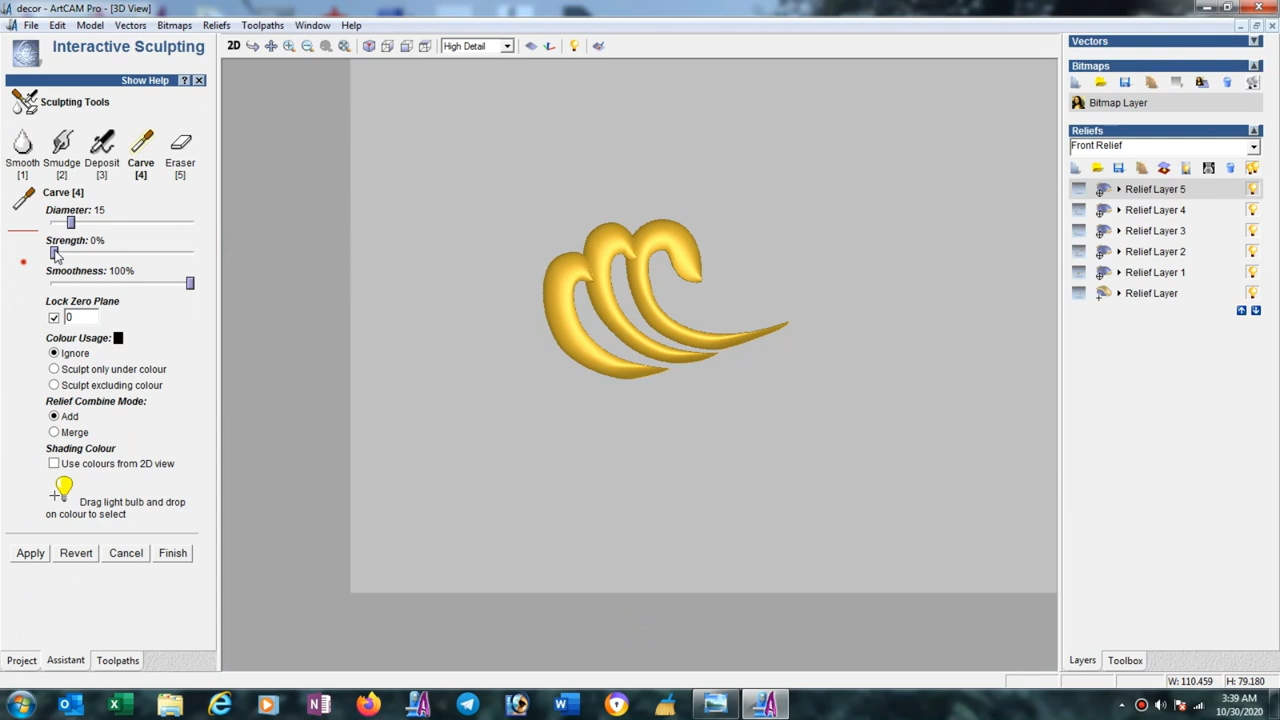 decor - ArtCAM Pro - [3D View]
File Edit Model Vectors Bitmaps Reliefs Toolpaths Window Help
Interactive Sculpting
2D
High Detail
Show Help ?
Sculpting Tools
Smooth Smudge Deposit Carve Eraser
[1] [2] [3] [4] [5]
Carve [4]
Diameter: 15
Strength: 0%
Smoothness: 100%
Lock Zero Plane
0
Colour Usage:
Ignore
Sculpt only under colour
Sculpt excluding colour
Relief Combine Mode:
Add
Merge
Shading Colour
Use colours from 2D view
Drag light bulb and drop
on colour to select
Apply Revert Cancel Finish
Project Assistant Toolpaths
Vectors
Bitmaps
Bitmap Layer
Reliefs
Front Relief
Relief Layer 5
Relief Layer 4
Relief Layer 3
Relief Layer 2
Relief Layer 1
Relief Layer
Layers Toolbox
W: 110.459 H: 79.180
3:39 AM
10/30/2020